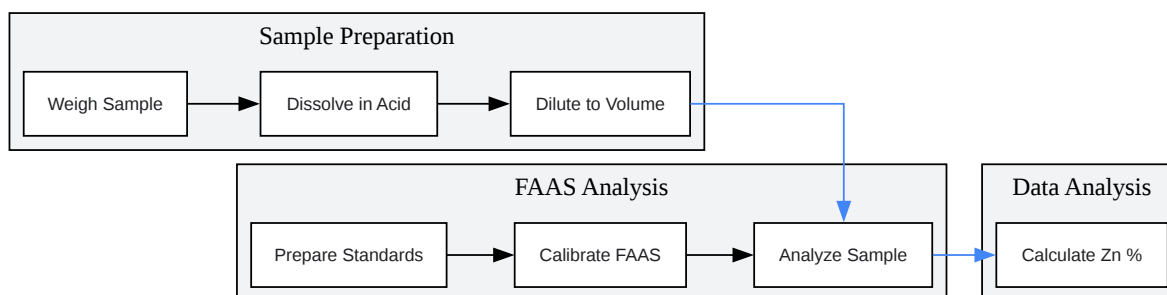 Sample Preparation
Weigh Sample
Dissolve in Acid
Dilute to Volume
FAAS Analysis
Prepare Standards
Calibrate FAAS
Analyze Sample
Data Analysis
Calculate Zn %